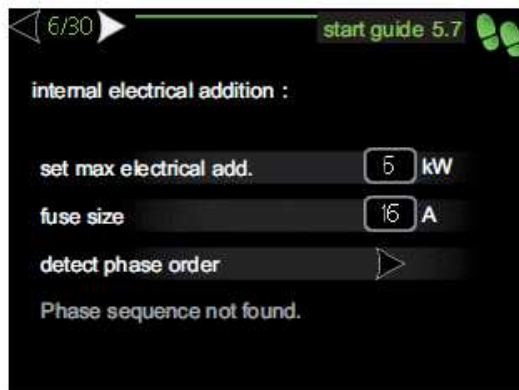 6/30
start guide 5.7
internal electrical addition :
set max electrical add. 6 kW
fuse size 16 A
detect phase order
Phase sequence not found.